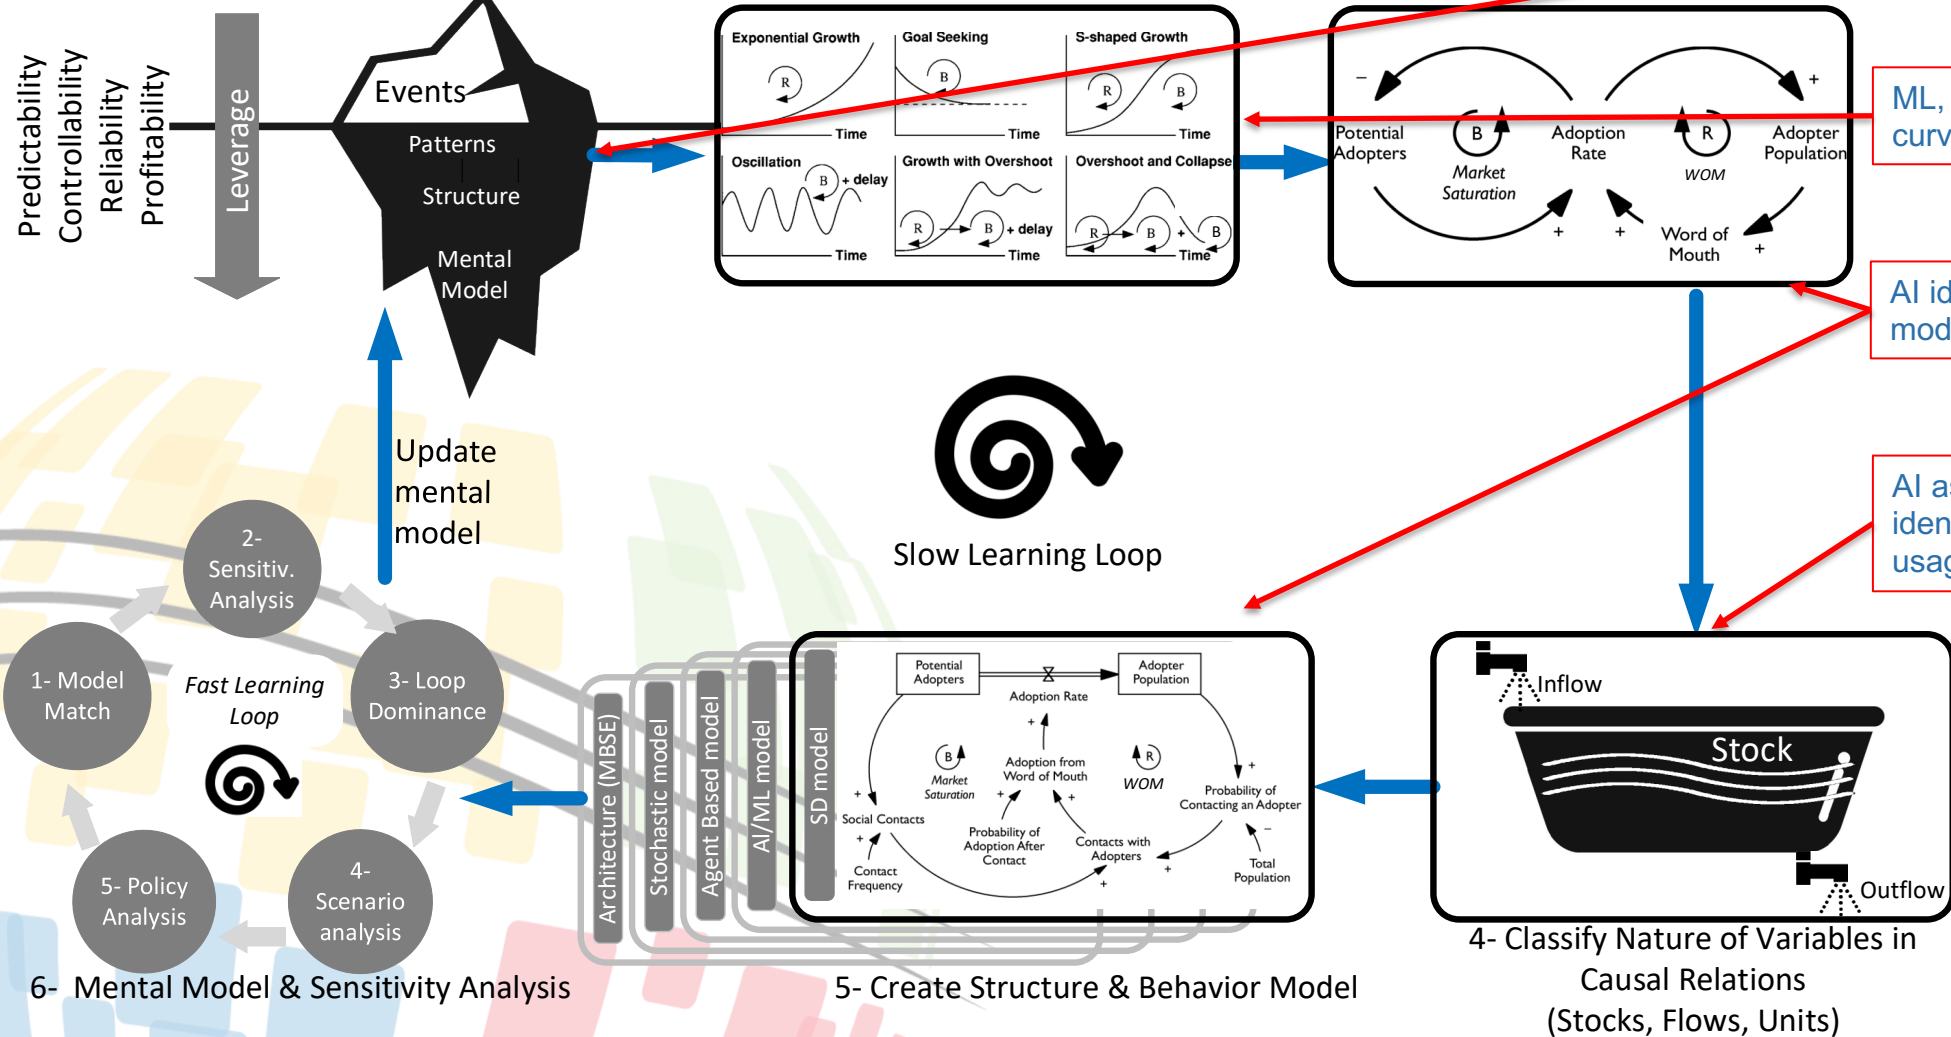 Predictability
Controllability
Reliability
Profitability
Leverage
Events
Patterns
Structure
Mental
Model
Exponential Growth
R
Time
Goal Seeking
B
Time
S-shaped Growth
R
B
Time
Oscillation
B
+ delay
Time
Growth with Overshoot
R
B
+ delay
Time
Overshoot and Collapse
R
B
+
B
Time
−
+
Potential
Adopters
B
Market
Saturation
Adoption
Rate
R
WOM
Adopter
Population
+
+
Word of
Mouth
+
ML,
curv
AI id
mod
AI as
iden
usag
Update
mental
model
Slow Learning Loop
2-
Sensitiv.
Analysis
1- Model
Match
Fast Learning
Loop
3- Loop
Dominance
5- Policy
Analysis
4-
Scenario
analysis
6- Mental Model & Sensitivity Analysis
Architecture (MBSE)
Stochastic model
Agent Based model
AI/ML model
SD model
Potential
Adopters
Adoption Rate
Adopter
Population
+
B
Market
Saturation
Adoption from
Word of Mouth
R
WOM
+
Probability of
Contacting an Adopter
+
Social Contacts
+
+
+
−
Probability of
Adoption After
Contact
Contacts with
Adopters
Contact
Frequency
Total
Population
+
+
5- Create Structure & Behavior Model
Inflow
Stock
Outflow
4- Classify Nature of Variables in
Causal Relations
(Stocks, Flows, Units)